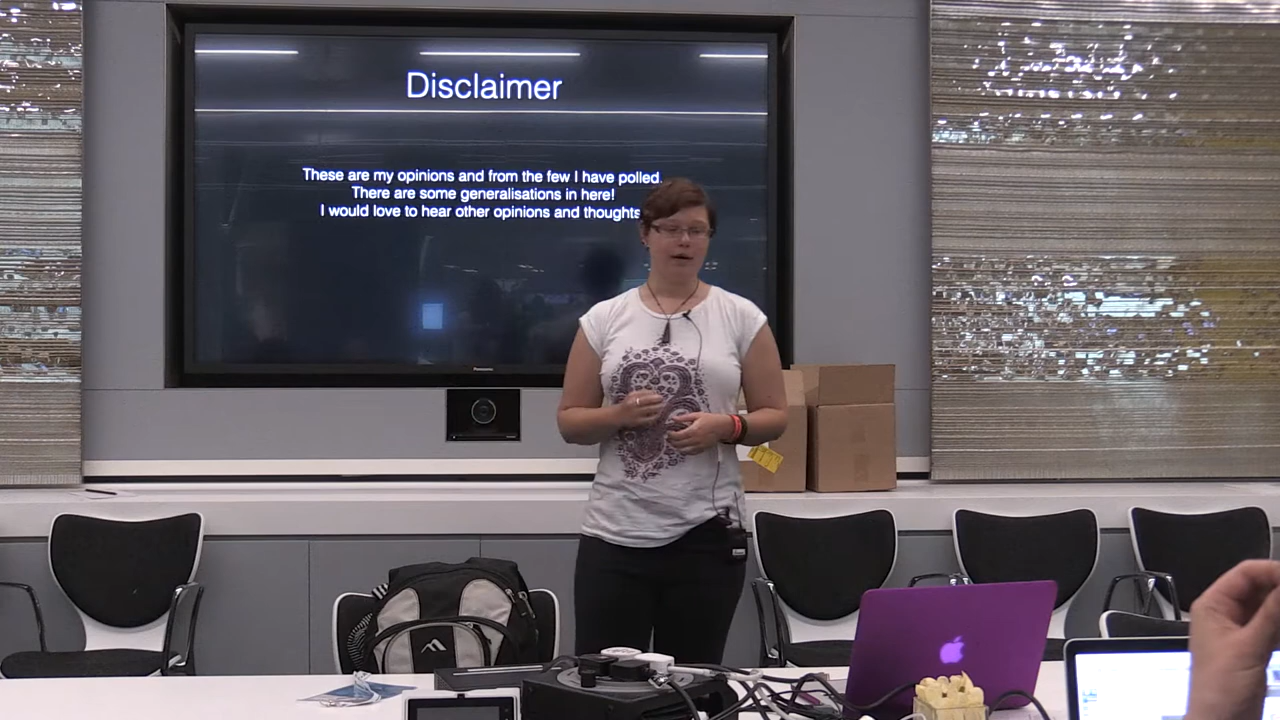 Disclaimer
These are my opinions and from the few I have polled.
There are some generalisations in here!
I would love to hear other opinions and thoughts
Panasonic